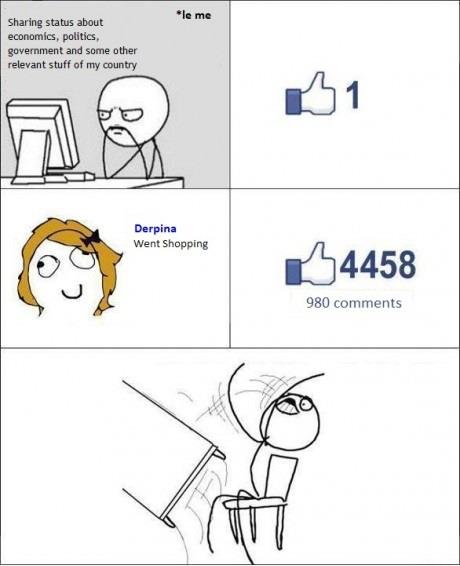 *le me
Sharing status about
economics, politics,
government and some other
relevant stuff of my country
1
Derpina
Went Shopping
4458
980 comments